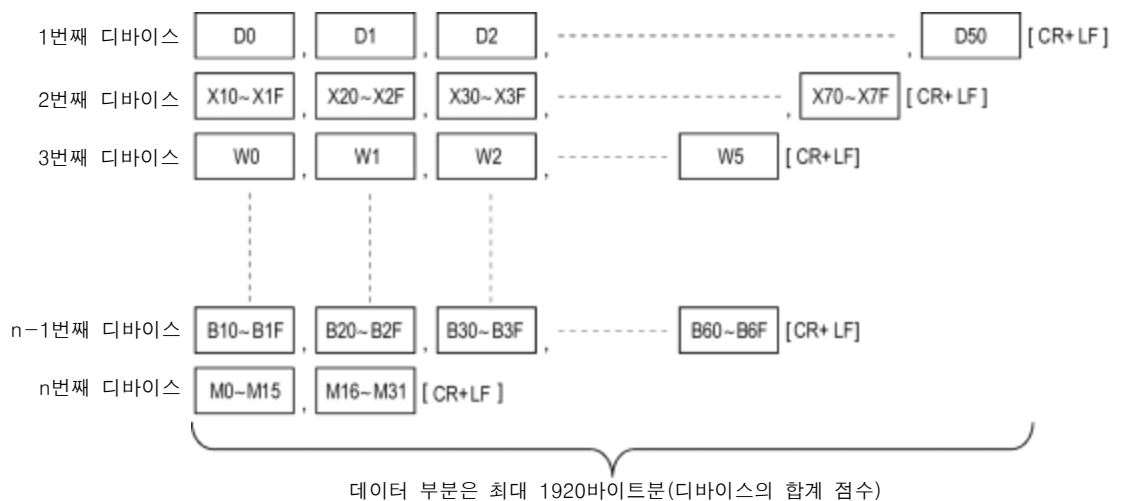 1번째 디바이스 D0 , D1 , D2 , , D50 [ CR+ LF ]
2번째 디바이스 X10~X1F , X20~X2F , X30~X3F , , X70~X7F [ CR+ LF ]
3번째 디바이스 W0 , W1 , W2 , W5 [ CR+LF]
n-1번째 디바이스 B10~B1F , B20~B2F , B30~B3F , B60~B6F [CR+ LF]
n번째 디바이스 M0~M15 , M16~M31 [ CR+LF ]
데이터 부분은 최대 1920바이트분(디바이스의 합계 점수)